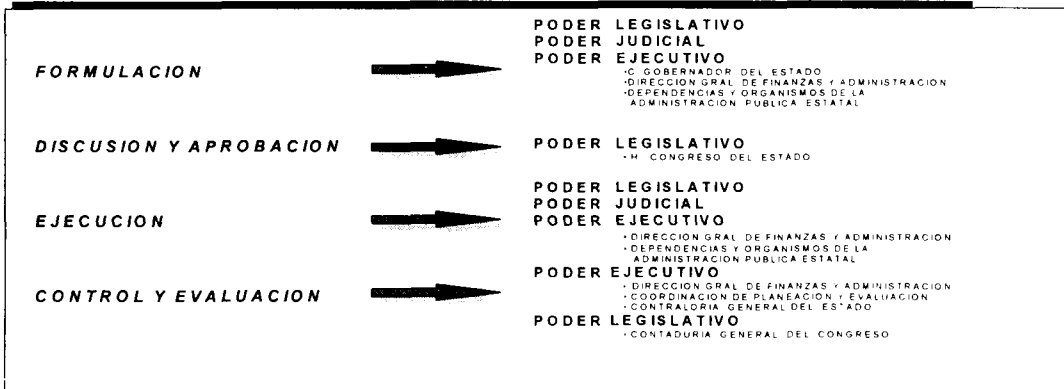 FORMULACION
PODER LEGISLATIVO
PODER JUDICIAL
PODER EJECUTIVO
·C GOBERNADOR DEL ESTADO
·DIRECCION GRAL DE FINANZAS Y ADMINISTRACION
·DEPENDENCIAS Y ORGANISMOS DE LA
ADMINISTRACION PUBLICA ESTATAL
DISCUSION Y APROBACION
PODER LEGISLATIVO
·H CONGRESO DEL ESTADO
EJECUCION
PODER LEGISLATIVO
PODER JUDICIAL
PODER EJECUTIVO
·DIRECCION GRAL DE FINANZAS Y ADMINISTRACION
·DEPENDENCIAS Y ORGANISMOS DE LA
ADMINISTRACION PUBLICA ESTATAL
CONTROL Y EVALUACION
PODER EJECUTIVO
·DIRECCION GRAL DE FINANZAS Y ADMINISTRACION
·COORDINACION DE PLANEACION Y EVALUACION
·CONTRALORIA GENERAL DEL ESTADO
PODER LEGISLATIVO
·CONTADURIA GENERAL DEL CONGRESO